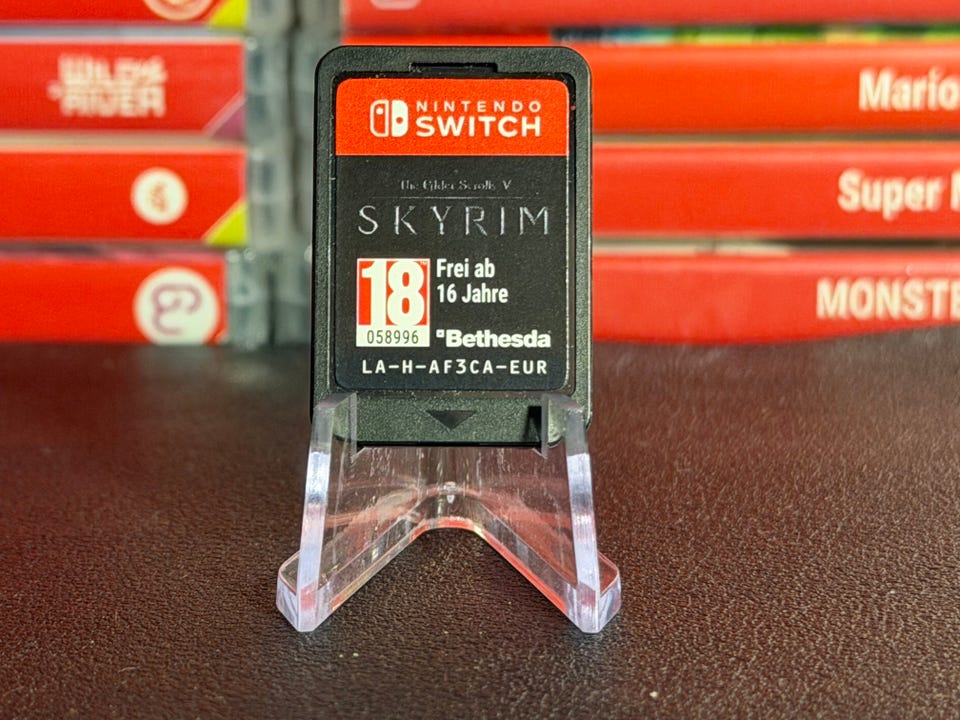 NINTENDO
SWITCH
The Elder Scrolls V
SKYRIM
18
058996
Frei ab
16 Jahre
Bethesda
LA-H-AF3CA-EUR
Mario
Super
MONSTE